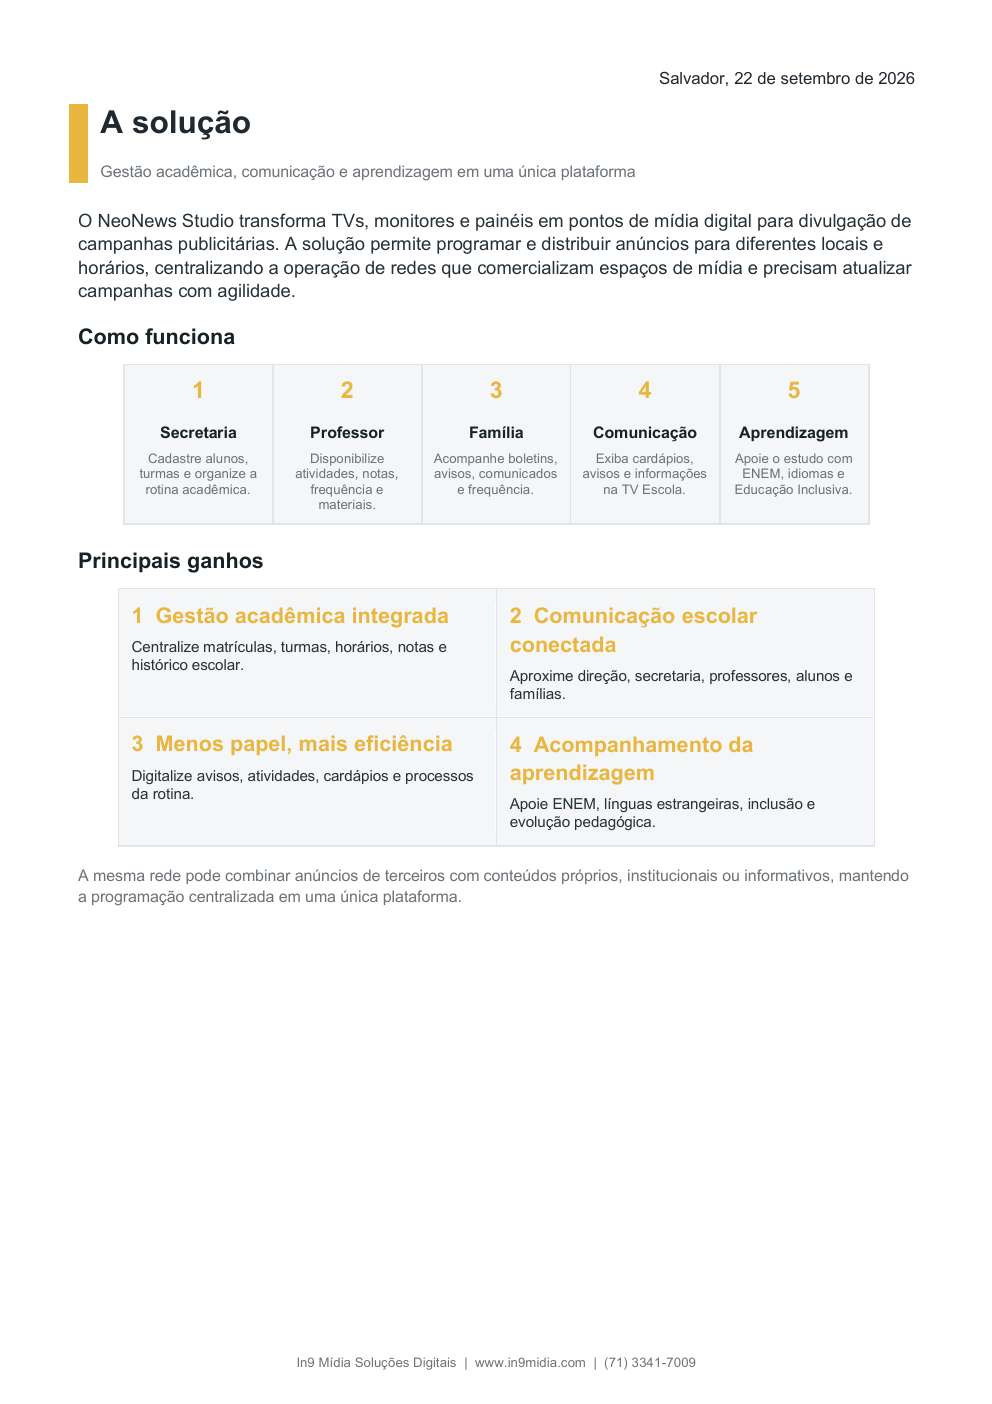 Salvador, 22 de setembro de 2026
A solução
Gestão acadêmica, comunicação e aprendizagem em uma única plataforma
O NeoNews Studio transforma TVs, monitores e painéis em pontos de mídia digital para divulgação de
campanhas publicitárias. A solução permite programar e distribuir anúncios para diferentes locais e
horários, centralizando a operação de redes que comercializam espaços de mídia e precisam atualizar
campanhas com agilidade.
Como funciona
1
Secretaria
Cadastre alunos,
turmas e organize a
rotina acadêmica.
2
Professor
Disponibilize
atividades, notas,
frequência e
materiais.
3
Família
Acompanhe boletins,
avisos, comunicados
e frequência.
4
Comunicação
Exiba cardápios,
avisos e informações
na TV Escola.
5
Aprendizagem
Apoie o estudo com
ENEM, idiomas e
Educação Inclusiva.
Principais ganhos
1 Gestão acadêmica integrada
Centralize matrículas, turmas, horários, notas e
histórico escolar.
2 Comunicação escolar
conectada
Aproxime direção, secretaria, professores, alunos e
famílias.
3 Menos papel, mais eficiência
Digitalize avisos, atividades, cardápios e processos
da rotina.
4 Acompanhamento da
aprendizagem
Apoie ENEM, línguas estrangeiras, inclusão e
evolução pedagógica.
A mesma rede pode combinar anúncios de terceiros com conteúdos próprios, institucionais ou informativos, mantendo
a programação centralizada em uma única plataforma.
In9 Mídia Soluções Digitais | www.in9midia.com | (71) 3341-7009